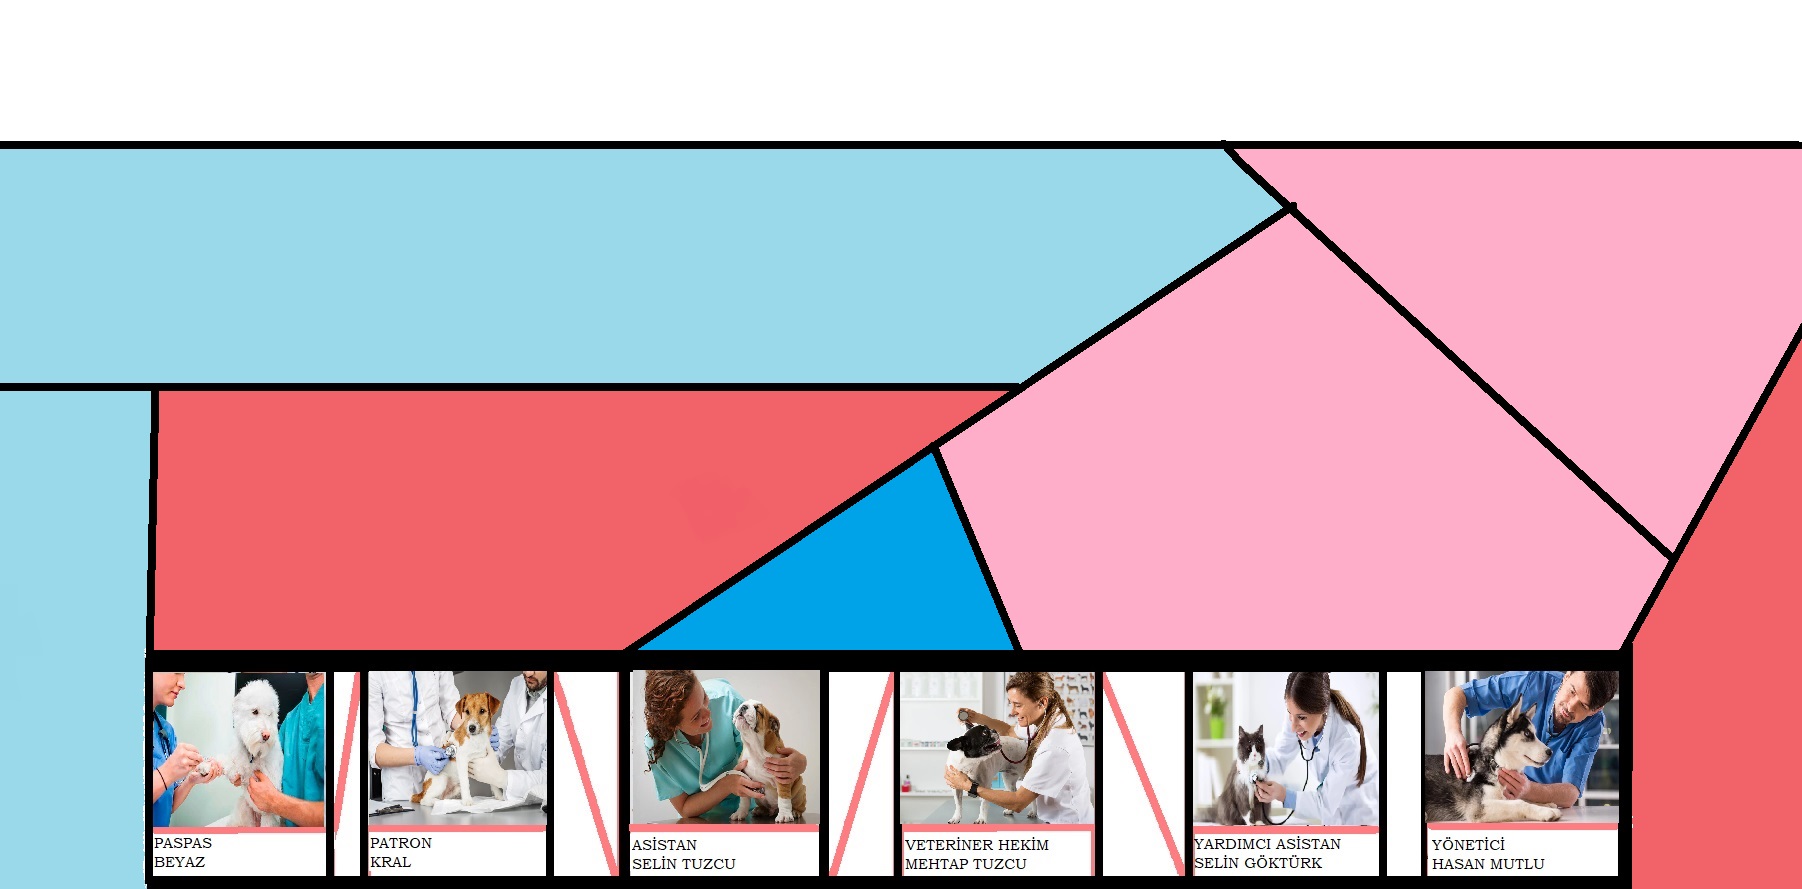 PASPAS
BEYAZ
PATRON
KRAL
ASİSTAN
SELİN TUZCU
VETERİNER HEKİM
MEHTAP TUZCU
YARDIMCI ASİSTAN
SELİN GÖKTÜRK
YÖNETİCİ
HASAN MUTLU